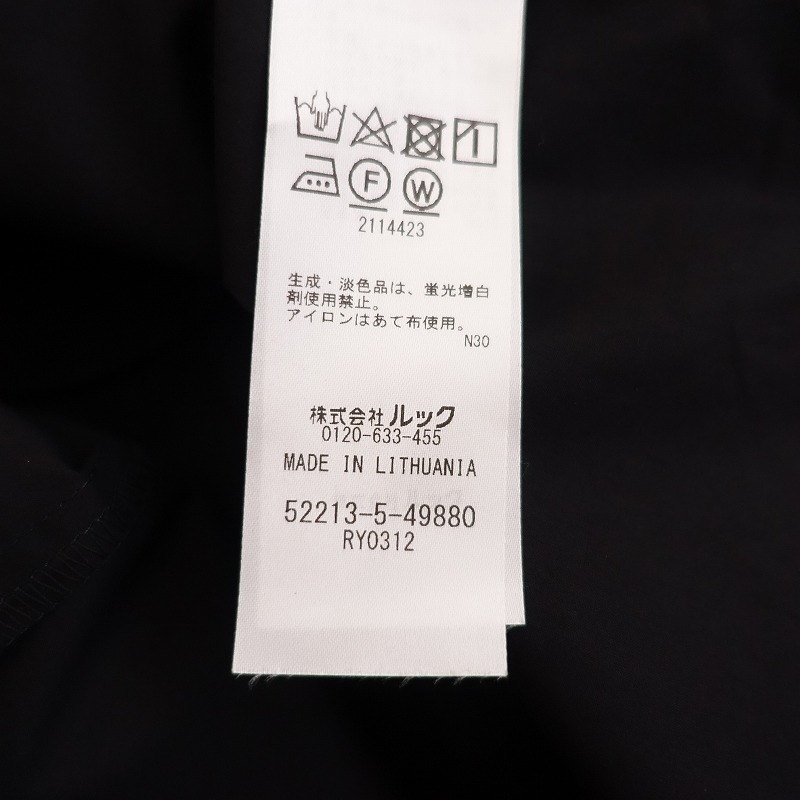 F W
2114423
生成・淡色品は、蛍光増白
剤使用禁止。
アイロンはあて布使用。
N30
株式会社ルック
0120-633-455
MADE IN LITHUANIA
52213-5-49880
RY0312